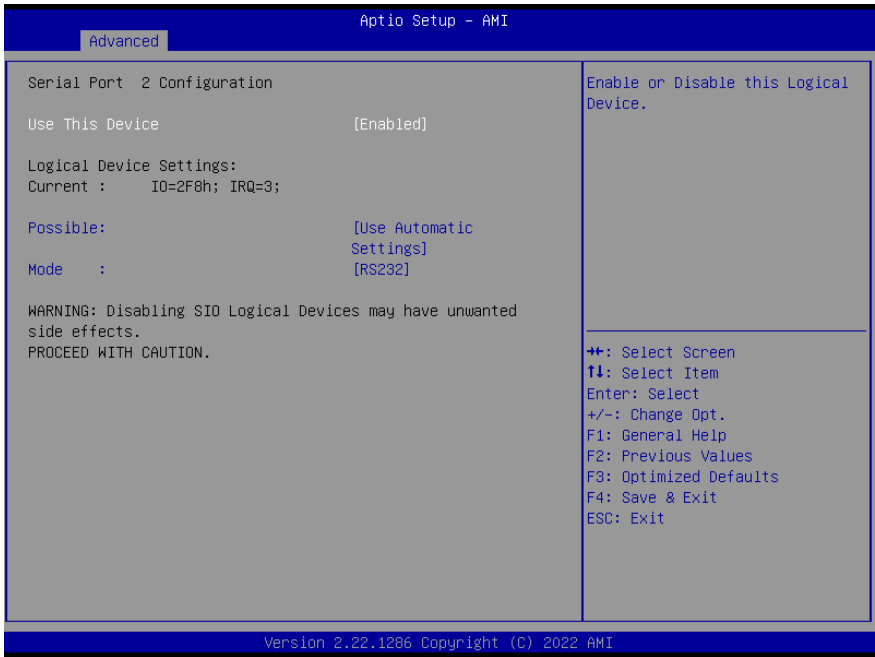 Aptio Setup – AMI
Advanced
Serial Port  2 Configuration
Use This Device [Enabled]
Logical Device Settings:
Current :     IO=2F8h; IRQ=3;
Possible: [Use Automatic
Settings]
Mode   : [RS232]
WARNING: Disabling SIO Logical Devices may have unwanted
side effects.
PROCEED WITH CAUTION.
Enable or Disable this Logical
Device.
→←: Select Screen
↑↓: Select Item
Enter: Select
+/-: Change Opt.
F1: General Help
F2: Previous Values
F3: Optimized Defaults
F4: Save & Exit
ESC: Exit
Version 2.22.1286 Copyright (C) 2022 AMI